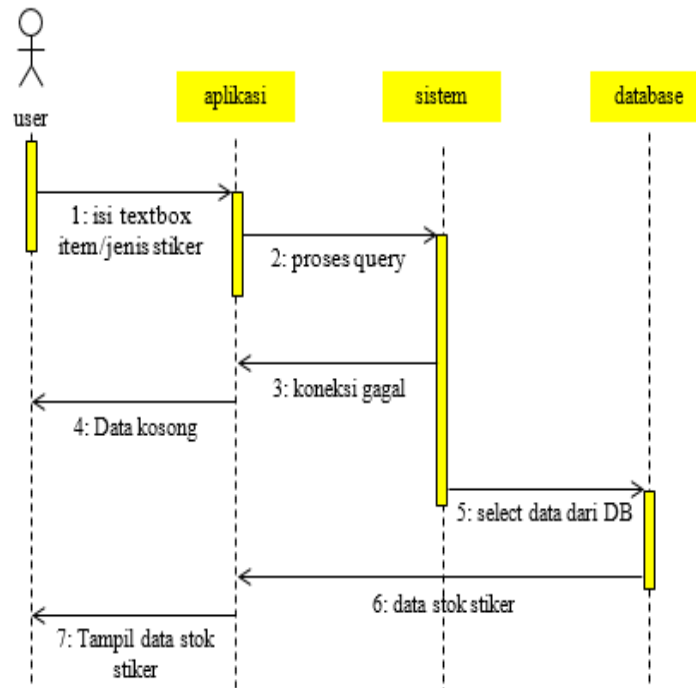 user
aplikasi
sistem
database
1: isi textbox
item/jenis stiker
2: proses query
3: koneksi gagal
4: Data kosong
5: select data dari DB
6: data stok stiker
7: Tampil data stok
stiker